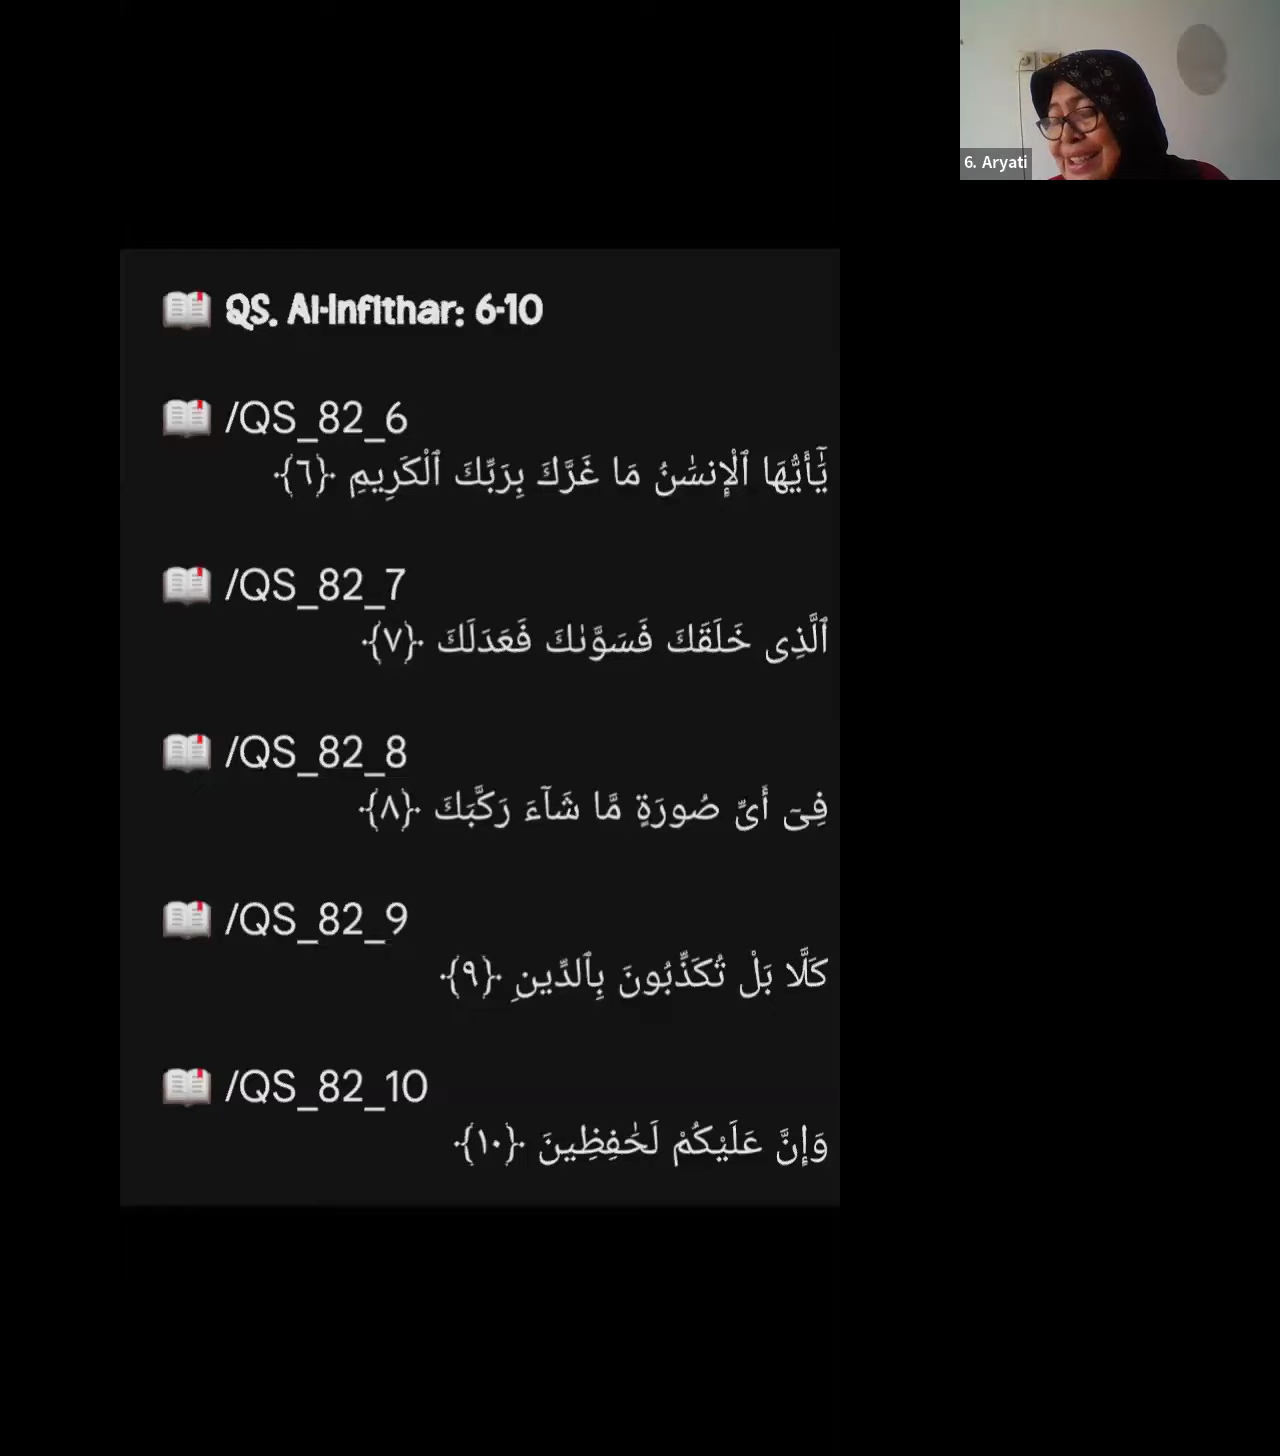 6. Aryati
QS. Al-Infithar: 6-10
/QS_82_6
يَٰٓأَيُّهَا ٱلْإِنسَٰنُ مَا غَرَّكَ بِرَبِّكَ ٱلْكَرِيمِ ﴿٦﴾
/QS_82_7
ٱلَّذِى خَلَقَكَ فَسَوَّىٰكَ فَعَدَلَكَ ﴿٧﴾
/QS_82_8
فِىٓ أَىِّ صُورَةٍ مَّا شَآءَ رَكَّبَكَ ﴿٨﴾
/QS_82_9
كَلَّا بَلْ تُكَذِّبُونَ بِٱلدِّينِ ﴿٩﴾
/QS_82_10
وَإِنَّ عَلَيْكُمْ لَحَٰفِظِينَ ﴿١٠﴾